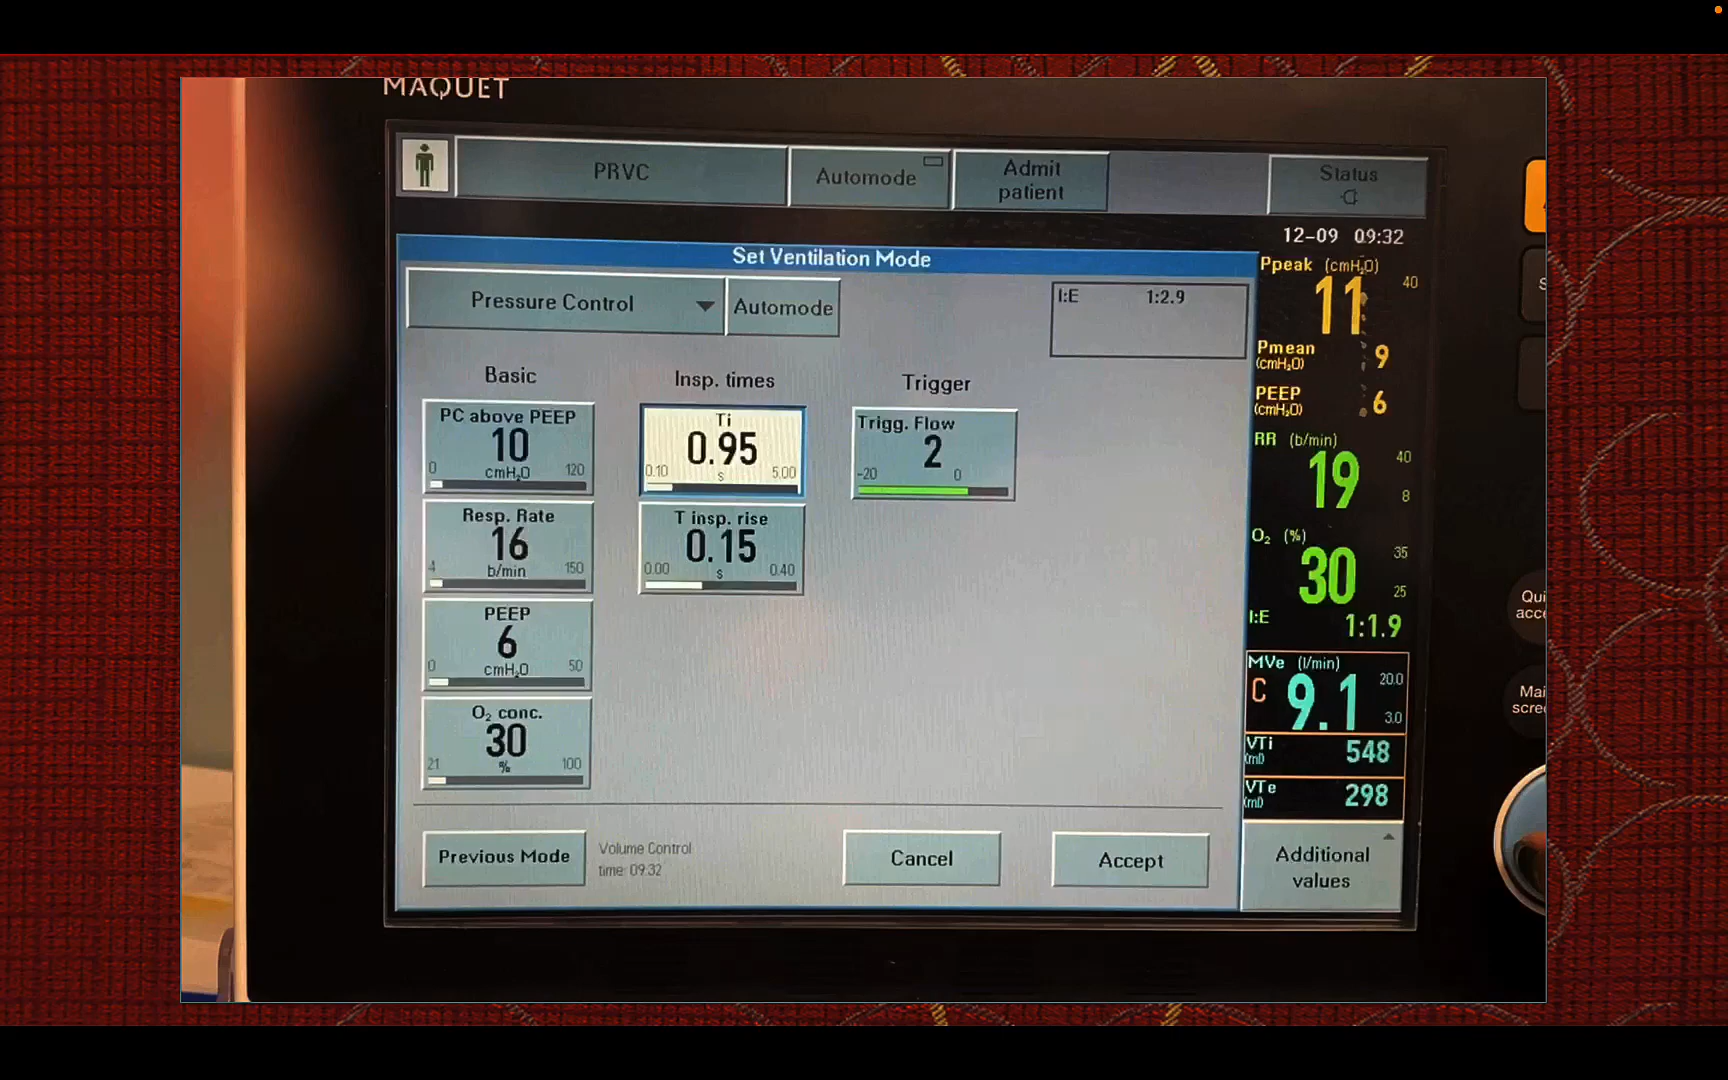 MAQUET
PRVC
Automode
Admit
patient
Status
12-09 09:32
Set Ventilation Mode
Pressure Control
Automode
I:E 1:2.9
Basic
Insp. times
Trigger
PC above PEEP
10
0 cmH₂O 120
Ti
0.95
0.10 s 5.00
Trigg. Flow
2
-20 0
Resp. Rate
16
4 b/min 150
T insp. rise
0.15
0.00 s 0.40
PEEP
6
0 cmH₂O 50
O₂ conc.
30
21 % 100
Previous Mode
Volume Control
time: 09:32
Cancel
Accept
Ppeak (cmH₂O)
11 40
Pmean
(cmH₂O) 9
PEEP
(cmH₂O) 6
RR (b/min)
19 40
8
O₂ (%)
30 35
25
I:E
1:1.9
MVe (l/min)
C 9.1 20.0
3.0
VTi
(ml) 548
VTe
(ml) 298
Additional
values
Qui
acce
Mai
scree